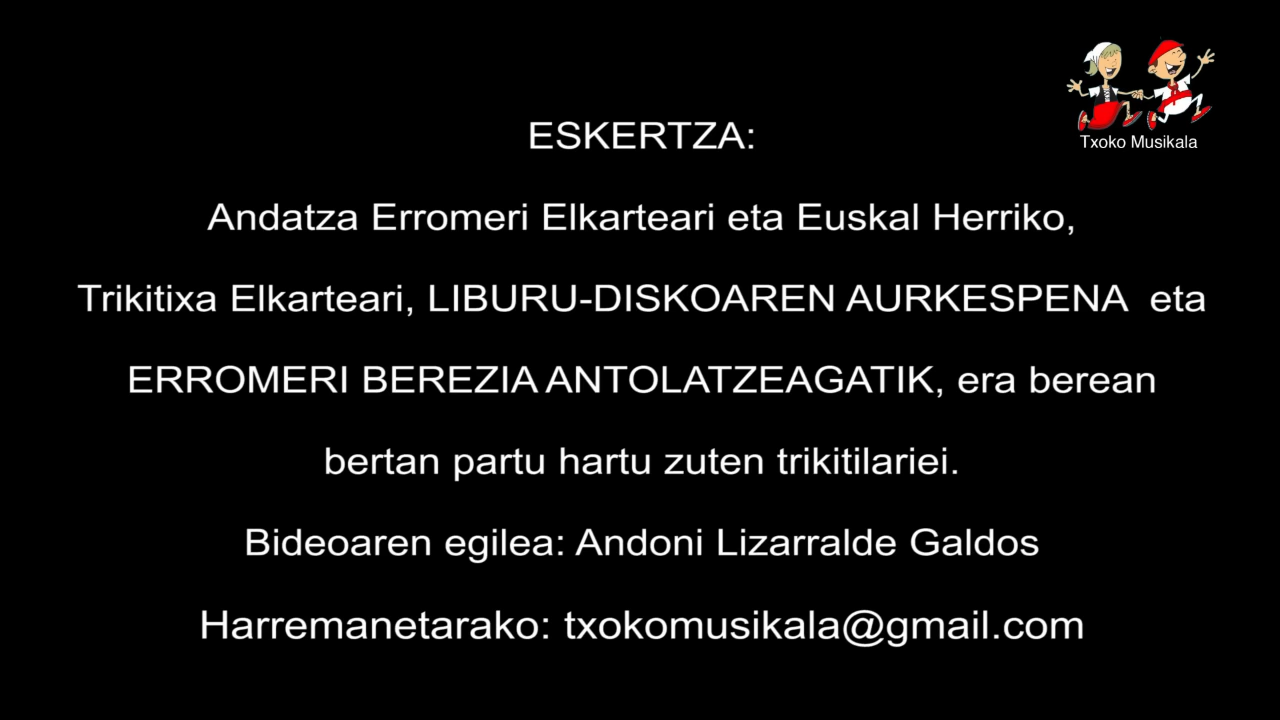 Txoko Musikala
ESKERTZA:
Andatza Erromeri Elkarteari eta Euskal Herriko,
Trikitixa Elkarteari, LIBURU-DISKOAREN AURKESPENA eta
ERROMERI BEREZIA ANTOLATZEAGATIK, era berean
bertan partu hartu zuten trikitilariei.
Bideoaren egilea: Andoni Lizarralde Galdos
Harremanetarako: txokomusikala@gmail.com